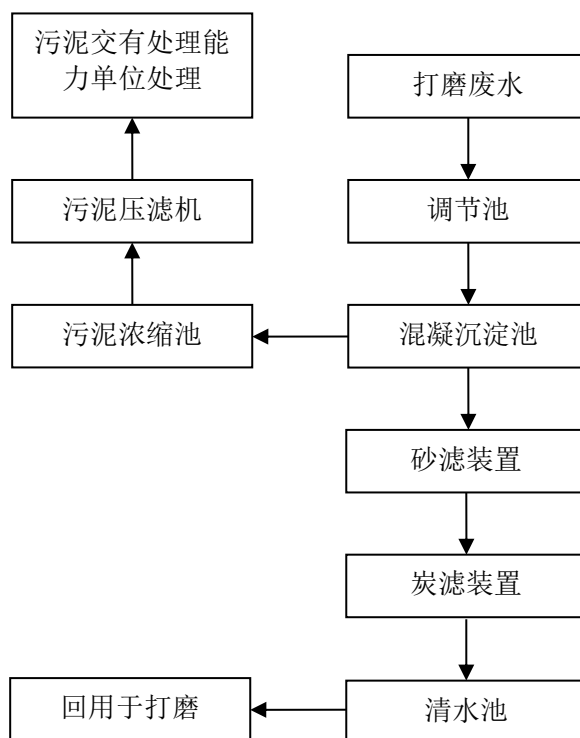 污泥交有处理能
力单位处理
打磨废水
污泥压滤机
调节池
污泥浓缩池
混凝沉淀池
砂滤装置
炭滤装置
回用于打磨
清水池